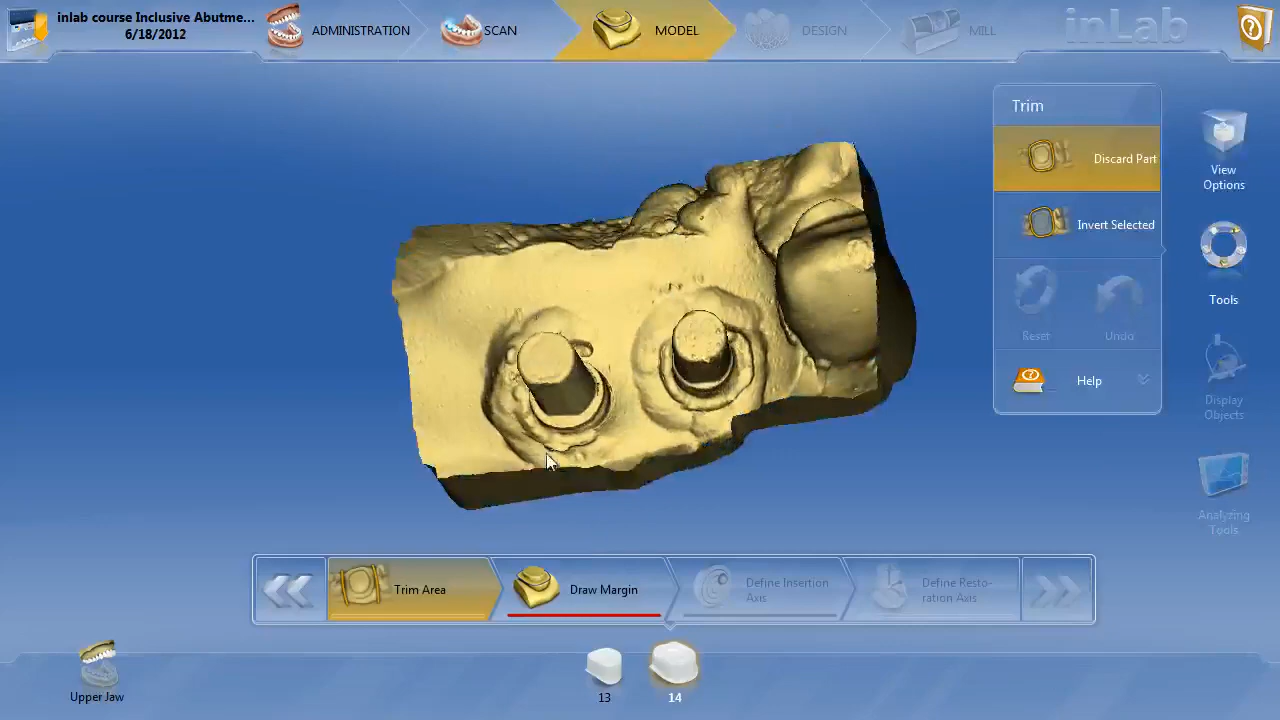 inlab course Inclusive Abutme...
6/18/2012
ADMINISTRATION
SCAN
MODEL
DESIGN
MILL
inLab
Trim
Discard Part
Invert Selected
Reset
Undo
Help
View
Options
Tools
Display
Objects
Analyzing
Tools
Trim Area
Draw Margin
Define Insertion
Axis
Define Resto-
ration Axis
Upper Jaw
13
14